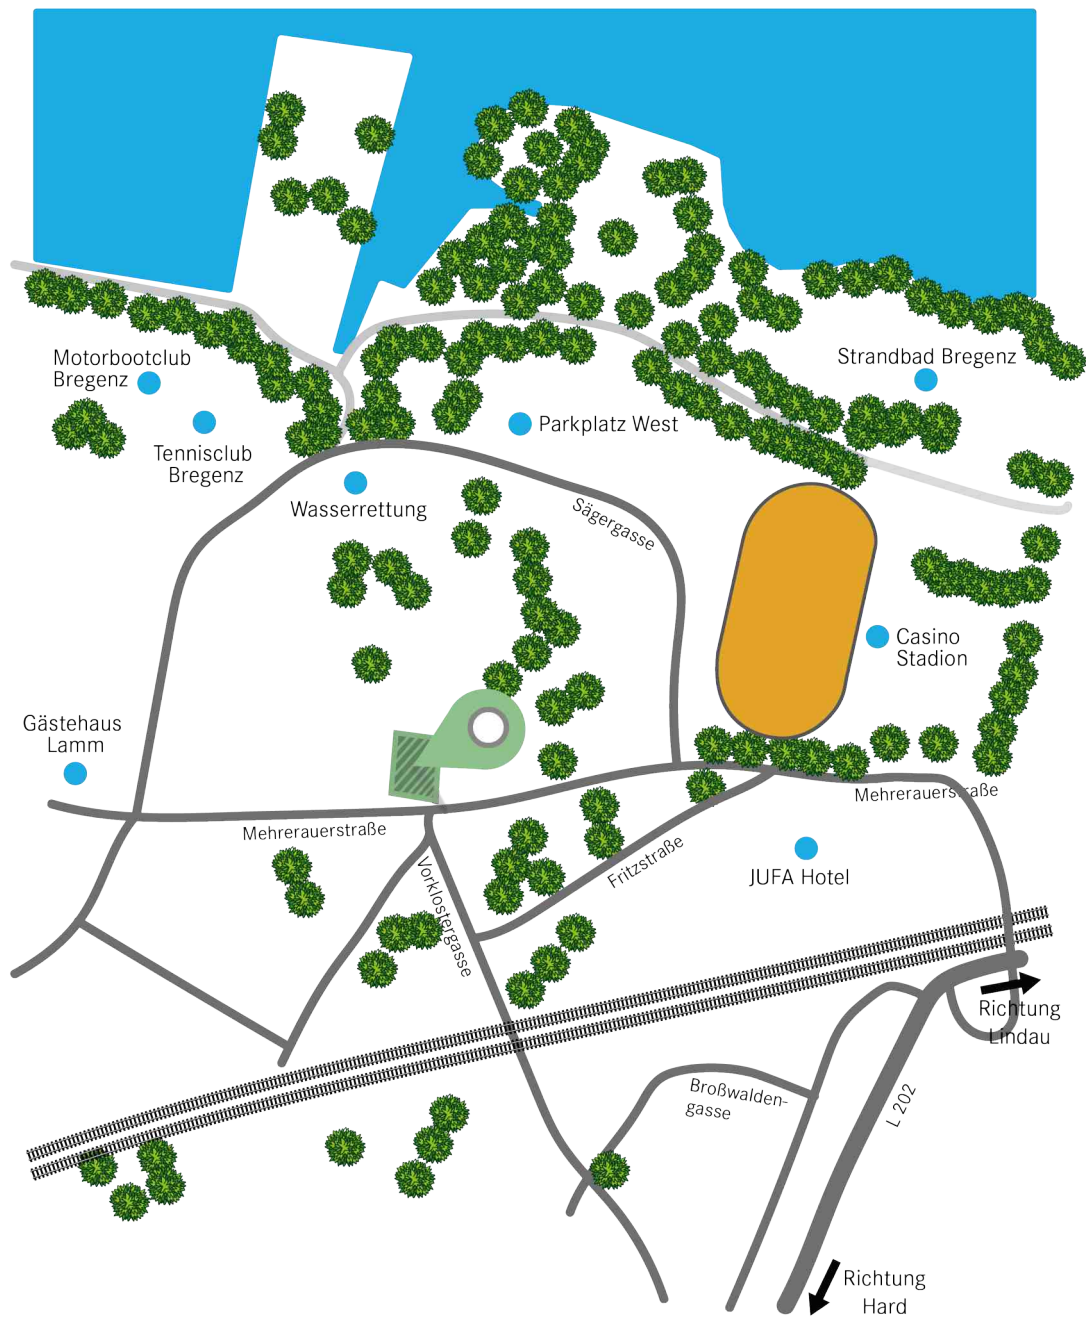 Motorbootclub
Bregenz
Strandbad Bregenz
Tennisclub
Bregenz
Parkplatz West
Wasserrettung
Sägergasse
Casino
Stadion
Gästehaus
Lamm
Mehrerauerstraße
Mehrerauerstraße
Fritzstraße
JUFA Hotel
Vorklostergasse
Richtung
Lindau
Broßwalden-
gasse
L 202
Richtung
Hard